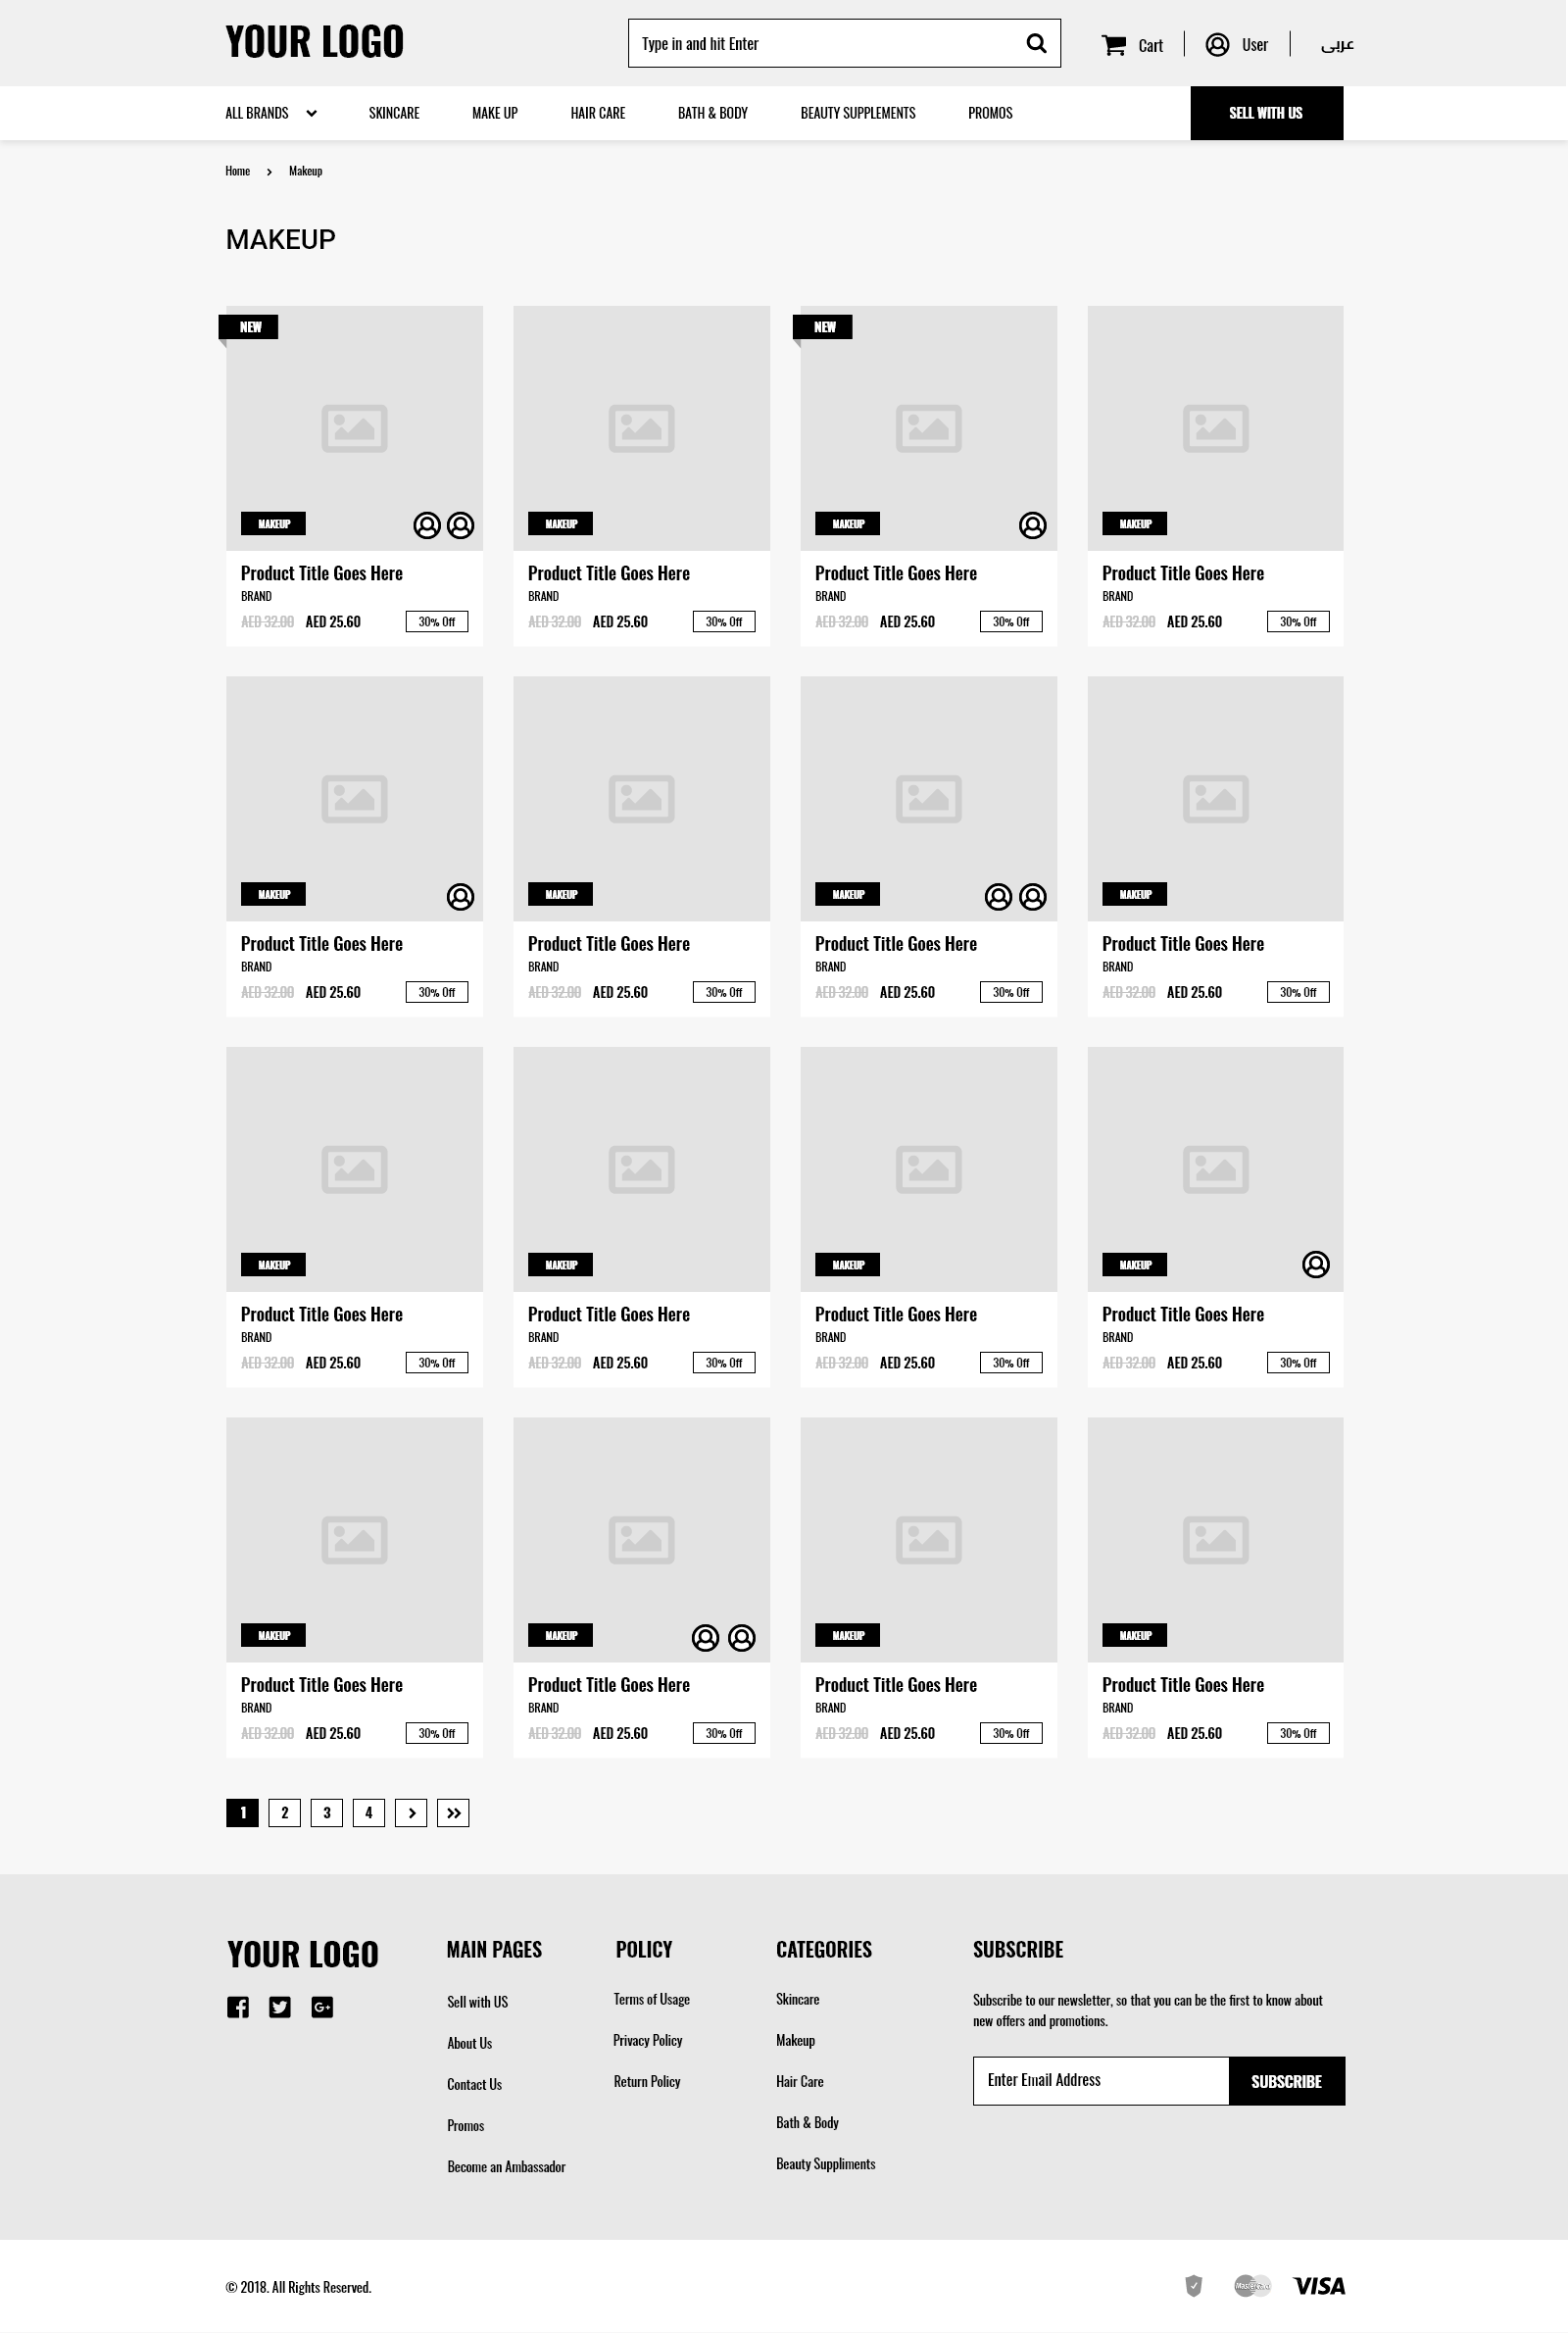 YOUR LOGO
Type in and hit Enter
Cart
User
عربى
ALL BRANDS
SKINCARE
MAKE UP
HAIR CARE
BATH & BODY
BEAUTY SUPPLEMENTS
PROMOS
SELL WITH US
Home
Makeup
MAKEUP
NEW
NEW
MAKEUP
MAKEUP
MAKEUP
MAKEUP
Product Title Goes Here
BRAND
AED 32.00 AED 25.60 30% Off
Product Title Goes Here
BRAND
AED 32.00 AED 25.60 30% Off
Product Title Goes Here
BRAND
AED 32.00 AED 25.60 30% Off
Product Title Goes Here
BRAND
AED 32.00 AED 25.60 30% Off
MAKEUP
MAKEUP
MAKEUP
MAKEUP
Product Title Goes Here
BRAND
AED 32.00 AED 25.60 30% Off
Product Title Goes Here
BRAND
AED 32.00 AED 25.60 30% Off
Product Title Goes Here
BRAND
AED 32.00 AED 25.60 30% Off
Product Title Goes Here
BRAND
AED 32.00 AED 25.60 30% Off
MAKEUP
MAKEUP
MAKEUP
MAKEUP
Product Title Goes Here
BRAND
AED 32.00 AED 25.60 30% Off
Product Title Goes Here
BRAND
AED 32.00 AED 25.60 30% Off
Product Title Goes Here
BRAND
AED 32.00 AED 25.60 30% Off
Product Title Goes Here
BRAND
AED 32.00 AED 25.60 30% Off
MAKEUP
MAKEUP
MAKEUP
MAKEUP
Product Title Goes Here
BRAND
AED 32.00 AED 25.60 30% Off
Product Title Goes Here
BRAND
AED 32.00 AED 25.60 30% Off
Product Title Goes Here
BRAND
AED 32.00 AED 25.60 30% Off
Product Title Goes Here
BRAND
AED 32.00 AED 25.60 30% Off
1 2 3 4
YOUR LOGO
MAIN PAGES
Sell with US
About Us
Contact Us
Promos
Become an Ambassador
POLICY
Terms of Usage
Privacy Policy
Return Policy
CATEGORIES
Skincare
Makeup
Hair Care
Bath & Body
Beauty Suppliments
SUBSCRIBE
Subscribe to our newsletter, so that you can be the first to know about
new offers and promotions.
Enter Email Address
SUBSCRIBE
© 2018. All Rights Reserved.
MasterCard
VISA